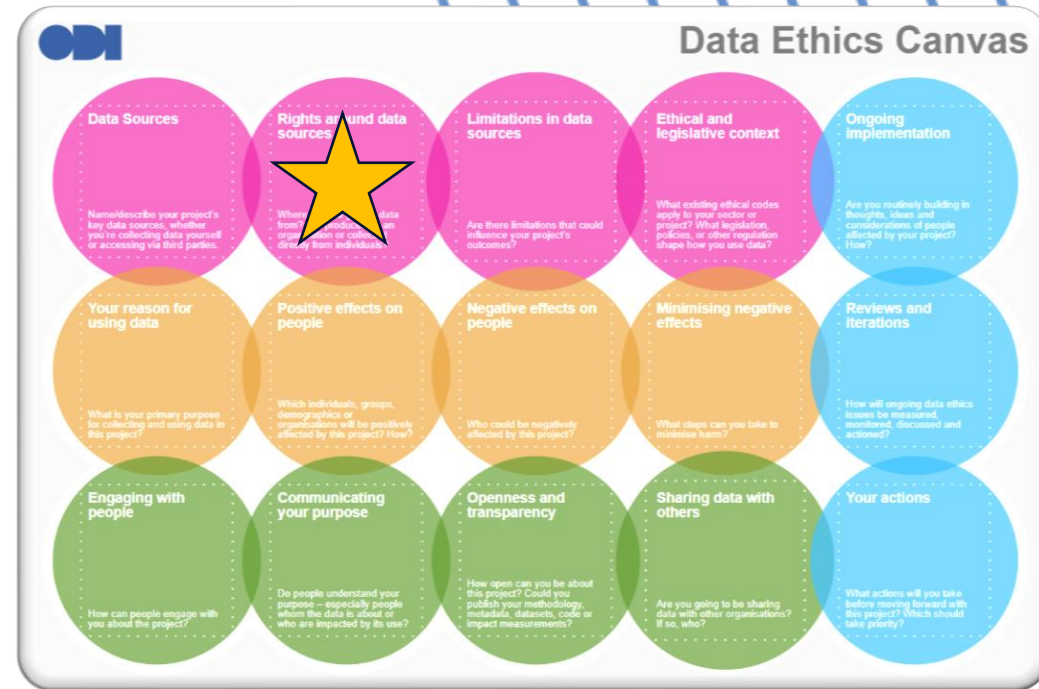 ODI
Data Ethics Canvas
Data Sources
Name/describe your project's
key data sources, whether
you're collecting data yourself
or accessing via third parties.
Rights around data
sources
Where data
from? produced an
organisation or collected
directly from individuals
Limitations in data
sources
Are there limitations that could
influence your project's
outcomes?
Ethical and
legislative context
What existing ethical codes
apply to your sector or
project? What legislation,
policies, or other regulation
shape how you use data?
Ongoing
implementation
Are you routinely building in
thoughts, ideas and
considerations of people
affected by your project?
How?
Your reason for
using data
What is your primary purpose
for collecting and using data in
this project?
Positive effects on
people
Which individuals, groups,
demographics or
organisations will be positively
affected by this project? How?
Negative effects on
people
Who could be negatively
affected by this project?
Minimising negative
effects
What steps can you take to
minimise harm?
Reviews and
iterations
How will ongoing data ethics
issues be measured,
monitored, discussed and
actioned?
Engaging with
people
How can people engage with
you about the project?
Communicating
your purpose
Do people understand your
purpose – especially people
whom the data is about or
who are impacted by its use?
Openness and
transparency
How open can you be about
this project? Could you
publish your methodology,
metadata, datasets, code or
impact measurements?
Sharing data with
others
Are you going to be sharing
data with other organisations?
If so, who?
Your actions
What actions will you take
before moving forward with
this project? Which should
take priority?